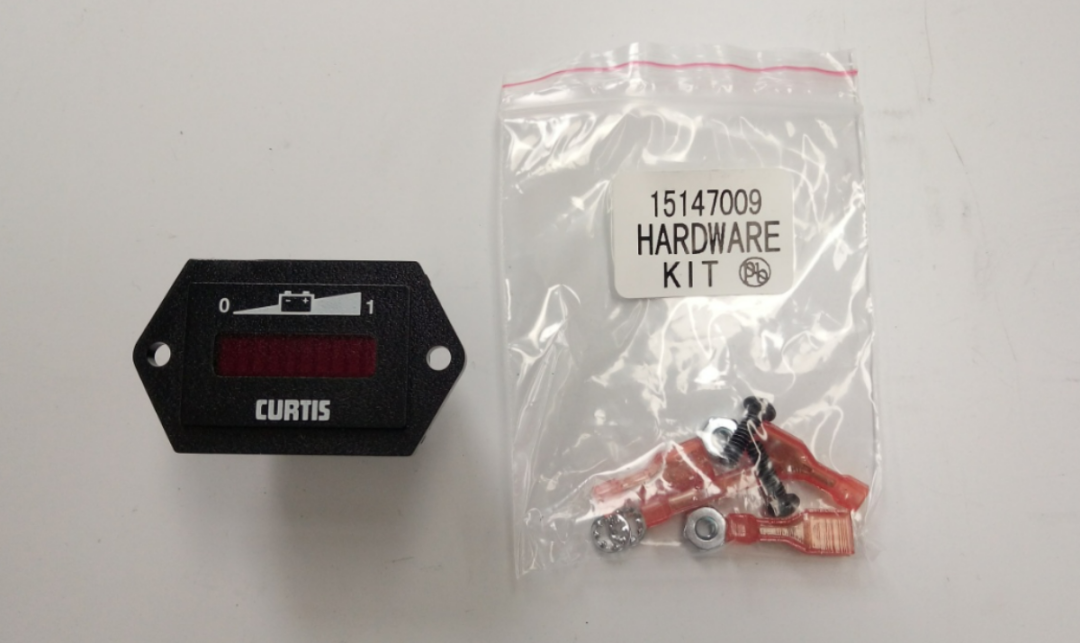 0 1
CURTIS
15147009
HARDWARE
KIT